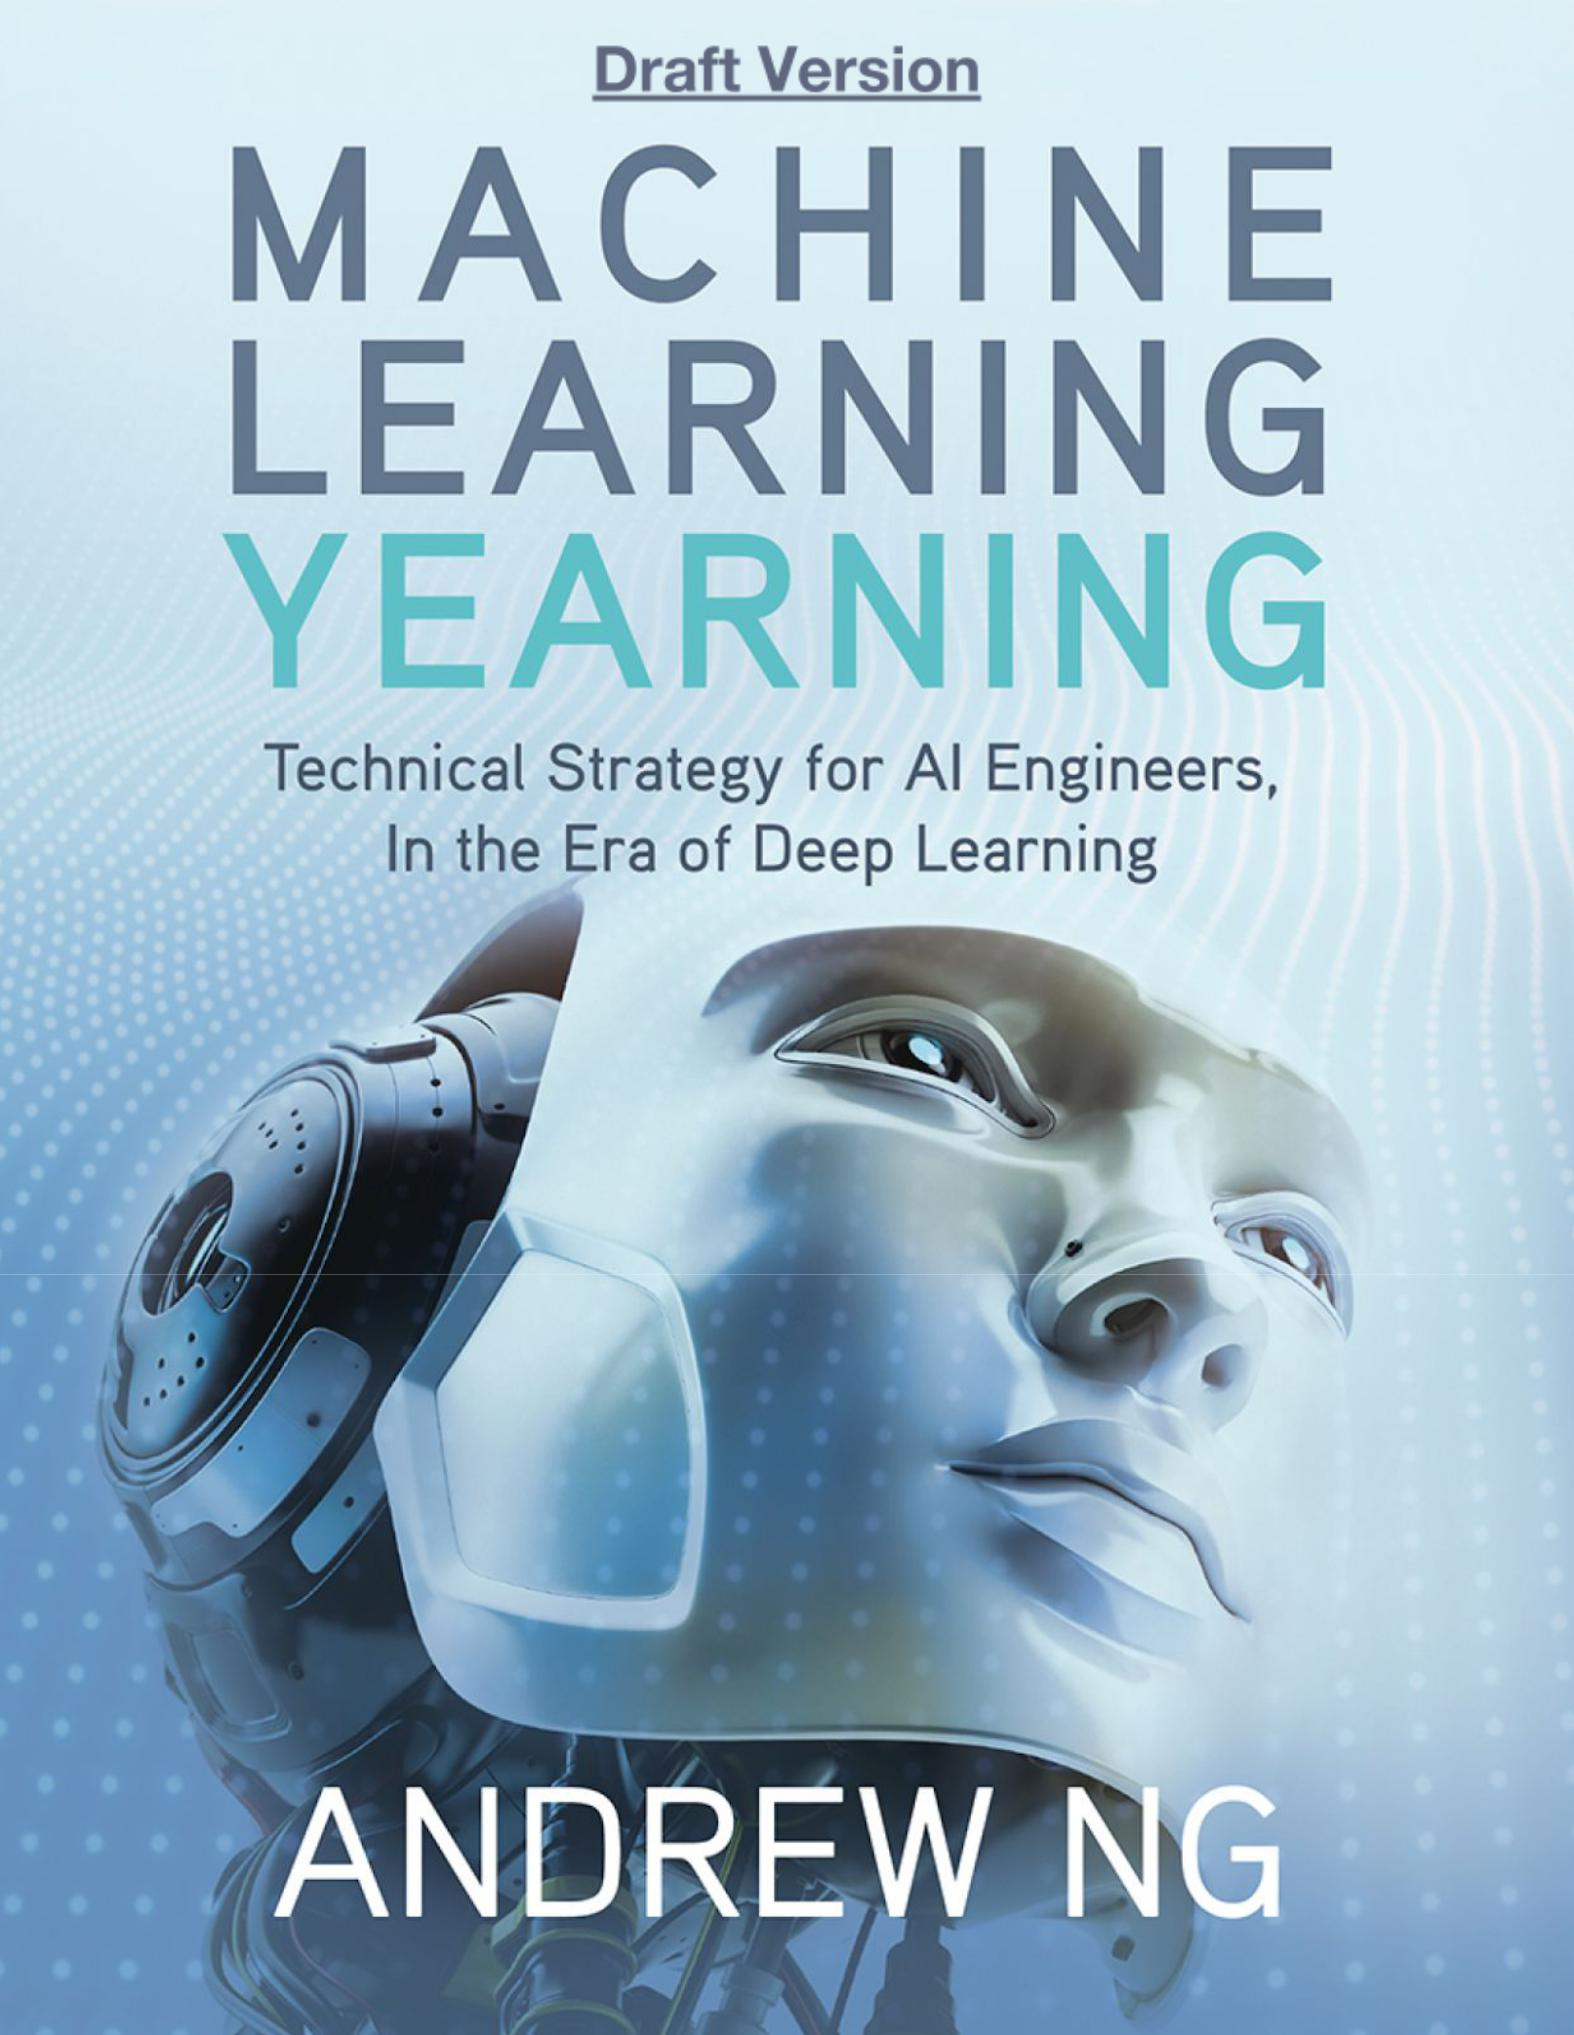 Draft Version
MACHINE
LEARNING
YEARNING
Technical Strategy for AI Engineers,
In the Era of Deep Learning
ANDREW NG